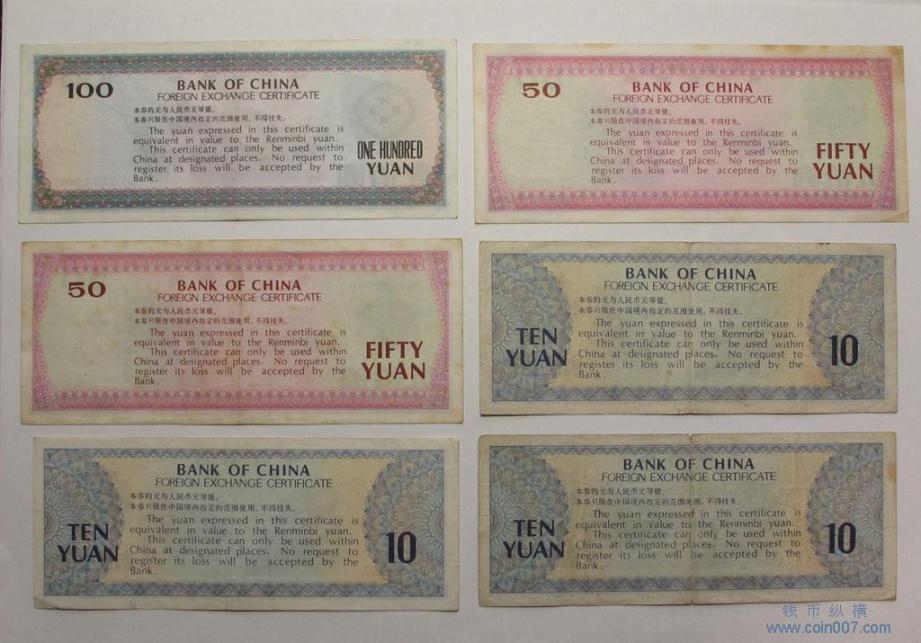 100
BANK OF CHINA
FOREIGN EXCHANGE CERTIFICATE
本券的元与人民币元等值。
本券只限在中国境内指定的范围使用，不得挂失。
The yuan expressed in this certificate is
equivalent in value to the Renminbi yuan.
This certificate can only be used within
China at designated places. No request to
register its loss will be accepted by the
Bank.
ONE HUNDRED
YUAN
50
BANK OF CHINA
FOREIGN EXCHANGE CERTIFICATE
本券的元与人民币元等值。
本券只限在中国境内指定的范围使用，不得挂失。
The yuan expressed in this certificate is
equivalent in value to the Renminbi yuan.
This certificate can only be used within
China at designated places. No request to
register its loss will be accepted by the
Bank.
FIFTY
YUAN
50
BANK OF CHINA
FOREIGN EXCHANGE CERTIFICATE
本券的元与人民币元等值。
本券只限在中国境内指定的范围使用，不得挂失。
The yuan expressed in this certificate is
equivalent in value to the Renminbi yuan.
This certificate can only be used within
China at designated places. No request to
register its loss will be accepted by the
Bank.
FIFTY
YUAN
BANK OF CHINA
FOREIGN EXCHANGE CERTIFICATE
本券的元与人民币元等值。
本券只限在中国境内指定的范围使用，不得挂失。
The yuan expressed in this certificate is
equivalent in value to the Renminbi yuan.
This certificate can only be used within
China at designated places. No request to
register its loss will be accepted by the
Bank.
TEN
YUAN
10
BANK OF CHINA
FOREIGN EXCHANGE CERTIFICATE
本券的元与人民币元等值。
本券只限在中国境内指定的范围使用，不得挂失。
The yuan expressed in this certificate is
equivalent in value to the Renminbi yuan.
This certificate can only be used within
China at designated places. No request to
register its loss will be accepted by the
Bank.
TEN
YUAN
10
BANK OF CHINA
FOREIGN EXCHANGE CERTIFICATE
本券的元与人民币元等值。
本券只限在中国境内指定的范围使用，不得挂失。
The yuan expressed in this certificate is
equivalent in value to the Renminbi yuan.
This certificate can only be used within
China at designated places. No request to
register its loss will be accepted by the
Bank.
TEN
YUAN
10
钱币纵横
www.coin007.com